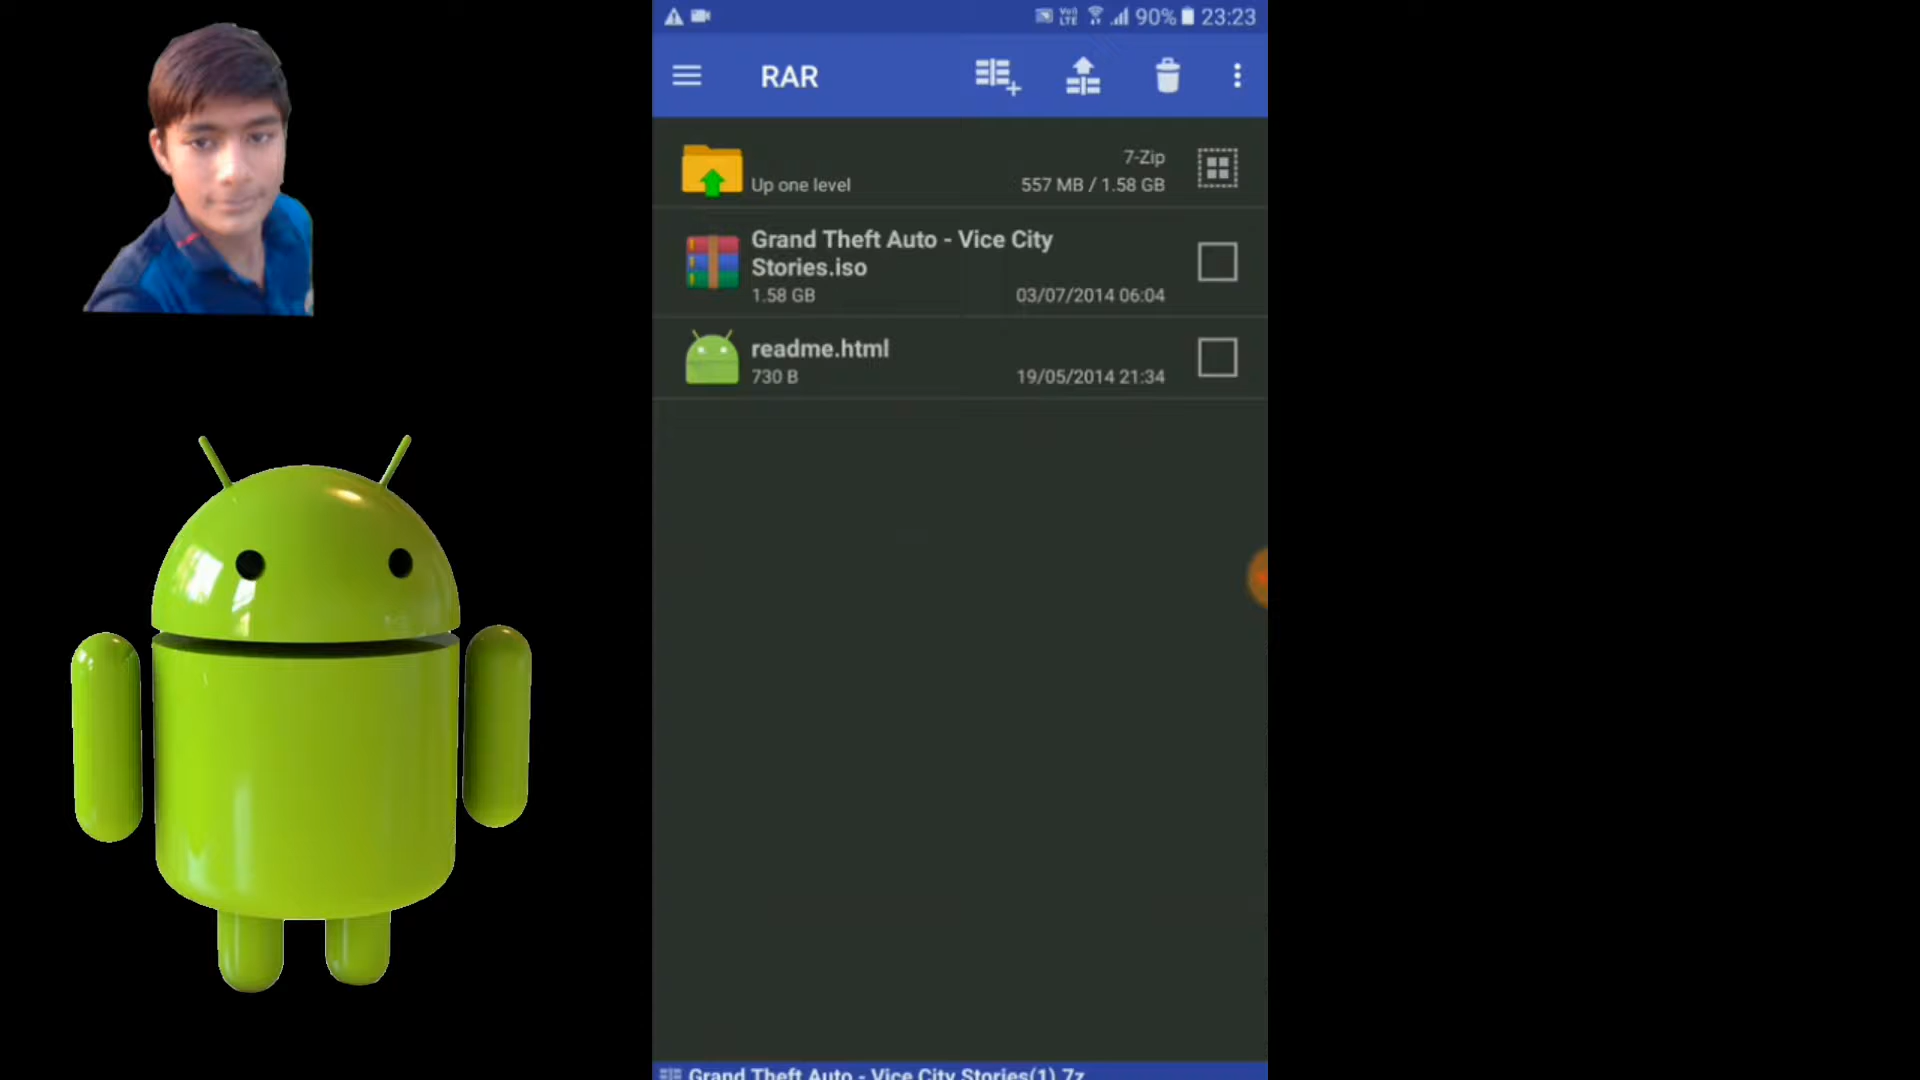 VoIn LTE 90% 23:23
RAR
7-Zip
Up one level 557 MB / 1.58 GB
Grand Theft Auto - Vice City
Stories.iso
1.58 GB 03/07/2014 06:04
readme.html
730 B 19/05/2014 21:34
Grand Theft Auto - Vice City Stories(1).7z